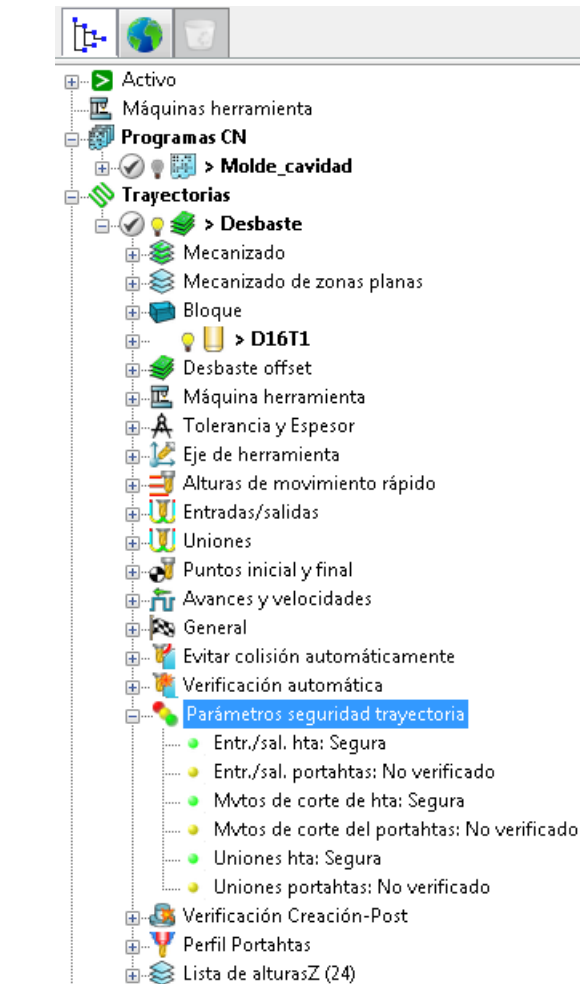 Activo
Máquinas herramienta
Programas CN
> Molde_cavidad
Trayectorias
> Desbaste
Mecanizado
Mecanizado de zonas planas
Bloque
> D16T1
Desbaste offset
Máquina herramienta
Tolerancia y Espesor
Eje de herramienta
Alturas de movimiento rápido
Entradas/salidas
Uniones
Puntos inicial y final
Avances y velocidades
General
Evitar colisión automáticamente
Verificación automática
Parámetros seguridad trayectoria
Entr./sal. hta: Segura
Entr./sal. portahtas: No verificado
Mvtos de corte de hta: Segura
Mvtos de corte del portahtas: No verificado
Uniones hta: Segura
Uniones portahtas: No verificado
Verificación Creación-Post
Perfil Portahtas
Lista de alturasZ (24)